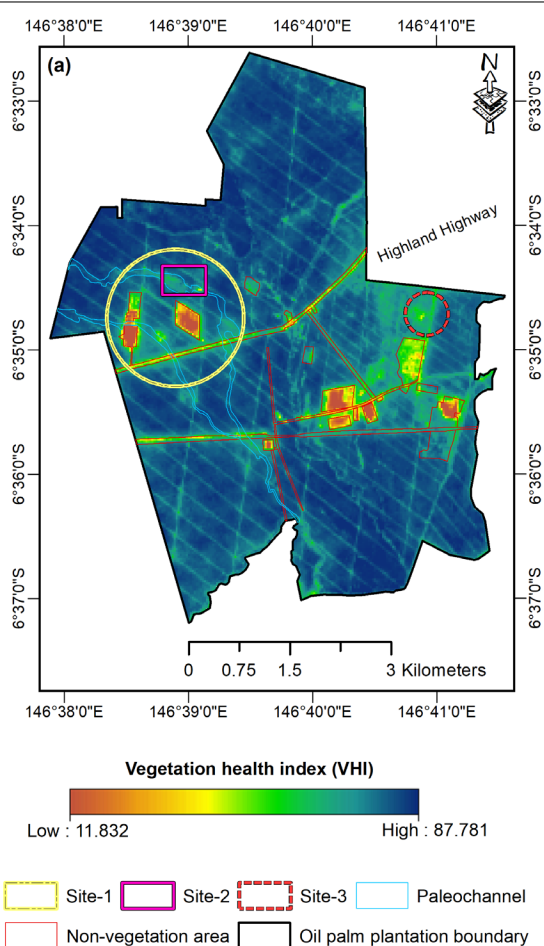 146°38'0"E 146°39'0"E 146°40'0"E 146°41'0"E
(a)
N
6°33'0"S 6°33'0"S
6°34'0"S 6°34'0"S
Highland Highway
6°35'0"S 6°35'0"S
6°36'0"S 6°36'0"S
6°37'0"S 6°37'0"S
0 0.75 1.5 3 Kilometers
146°38'0"E 146°39'0"E 146°40'0"E 146°41'0"E
Vegetation health index (VHI)
Low : 11.832 High : 87.781
Site-1 Site-2 Site-3 Paleochannel
Non-vegetation area Oil palm plantation boundary